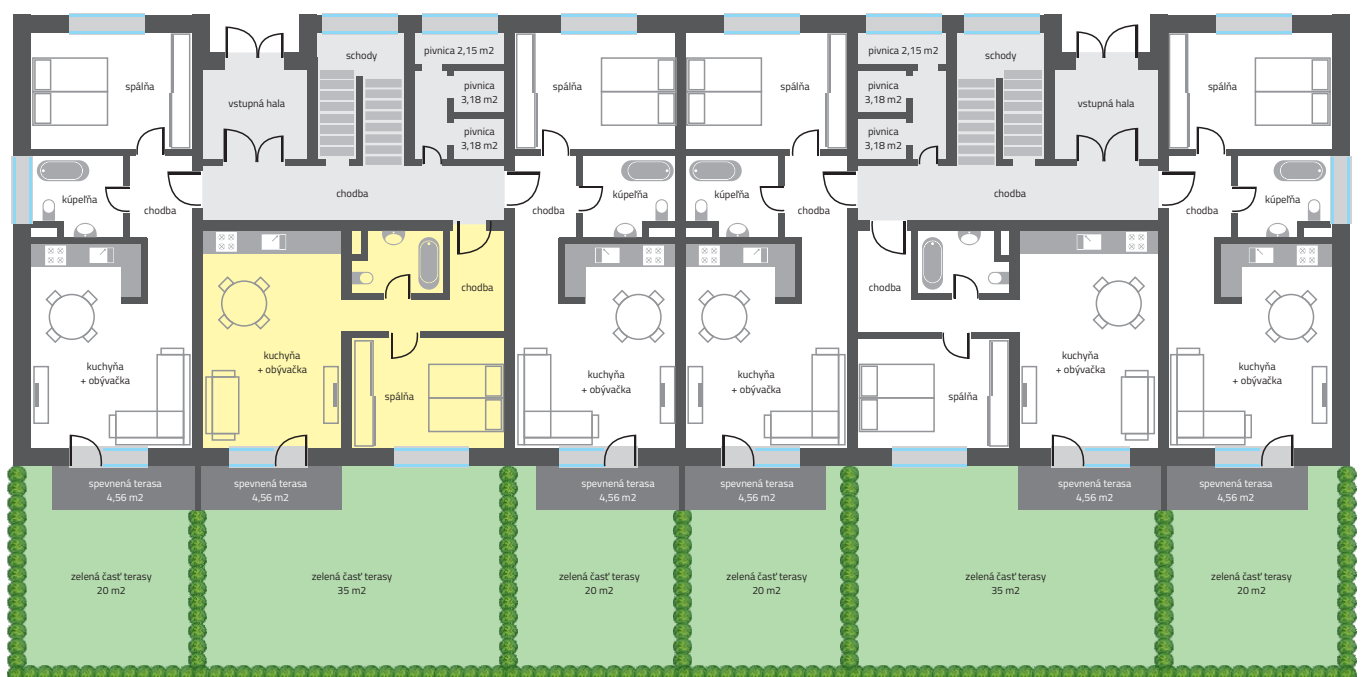 schody
pivnica 2,15 m2
pivnica 2,15 m2
schody
spálňa
vstupná hala
pivnica
3,18 m2
spálňa
spálňa
pivnica
3,18 m2
vstupná hala
spálňa
pivnica
3,18 m2
pivnica
3,18 m2
kúpeľňa
chodba
chodba
chodba
kúpeľňa
kúpeľňa
chodba
chodba
chodba
kúpeľňa
chodba
chodba
kuchyňa
+ obývačka
kuchyňa
+ obývačka
spálňa
kuchyňa
+ obývačka
kuchyňa
+ obývačka
spálňa
kuchyňa
+ obývačka
kuchyňa
+ obývačka
spevnená terasa
4,56 m2
spevnená terasa
4,56 m2
spevnená terasa
4,56 m2
spevnená terasa
4,56 m2
spevnená terasa
4,56 m2
spevnená terasa
4,56 m2
zelená časť terasy
20 m2
zelená časť terasy
35 m2
zelená časť terasy
20 m2
zelená časť terasy
20 m2
zelená časť terasy
35 m2
zelená časť terasy
20 m2